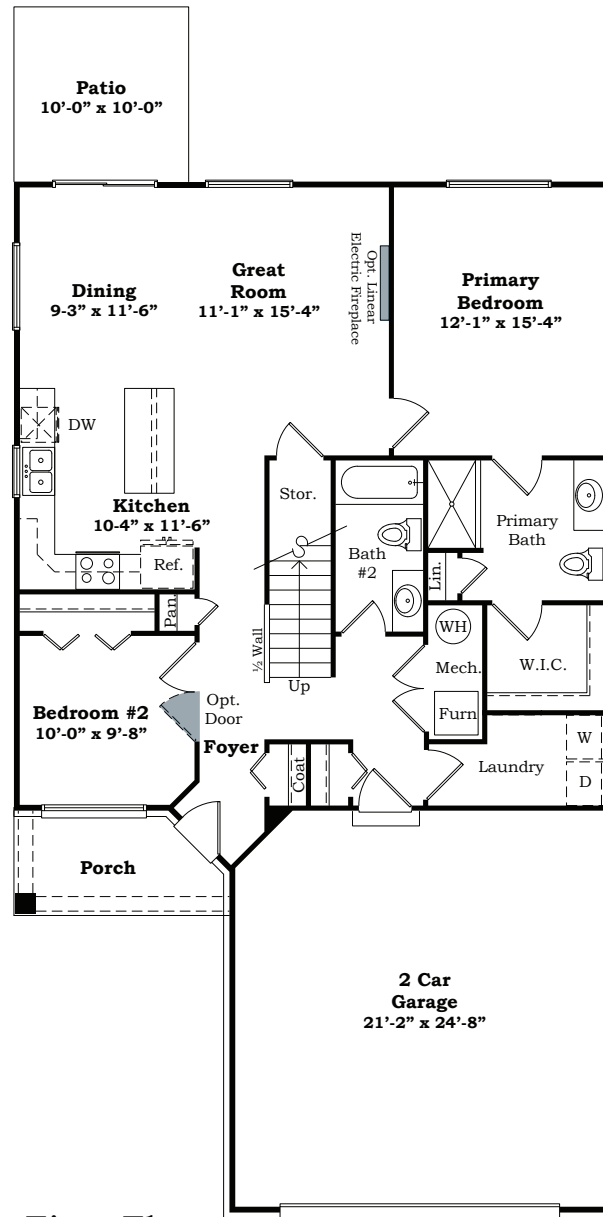 Patio
10'-0” x 10'-0”
Dining
9-3” x 11'-6”
Great
Room
11'-1” x 15'-4”
Opt. Linear
Electric Fireplace
Primary
Bedroom
12'-1” x 15'-4”
DW
Kitchen
10-4” x 11'-6”
Ref.
Stor.
Bath
#2
Primary
Bath
Lin.
Pan.
½ Wall
Up
WH
Mech.
Furn
W.I.C.
Bedroom #2
10'-0” x 9'-8”
Opt.
Door
Foyer
Coat
Laundry
W
D
Porch
2 Car
Garage
21'-2” x 24'-8”